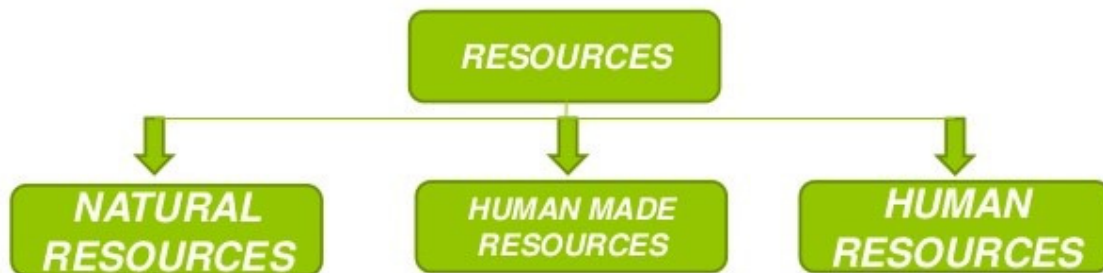 RESOURCES
NATURAL
RESOURCES
HUMAN MADE
RESOURCES
HUMAN
RESOURCES